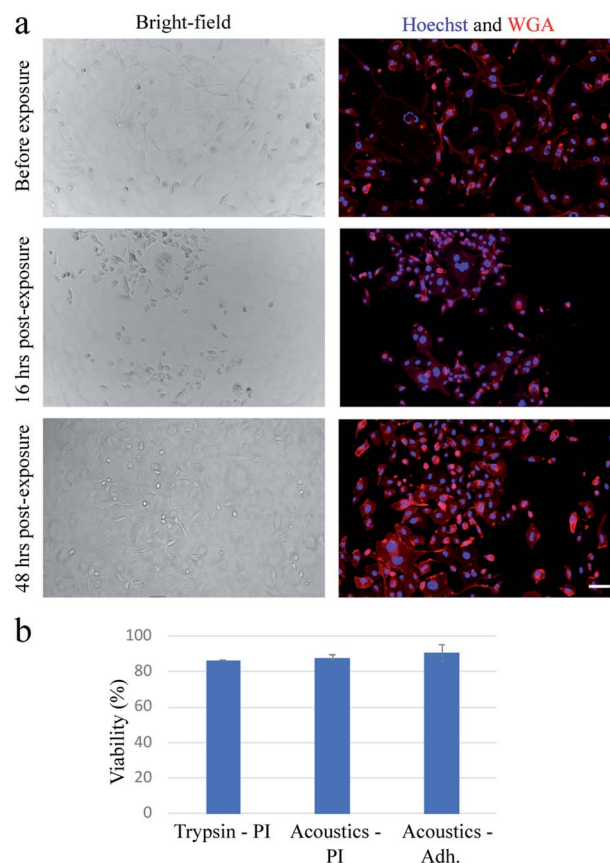 a
Bright-field
Hoechst and WGA
Before exposure
16 hrs post-exposure
48 hrs post-exposure
b
Viability (%)
100
80
60
40
20
0
Trypsin - PI
Acoustics -
PI
Acoustics -
Adh.